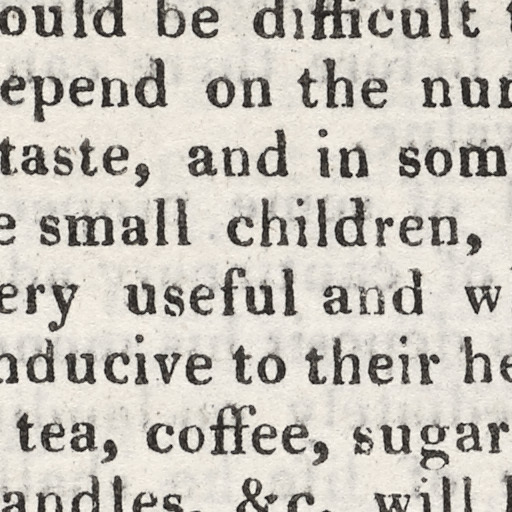 ould be difficult
epend on the nu
taste, and in som
e small children,
ery useful and w
nducive to their he
tea, coffee, sugar
andles, &c. will